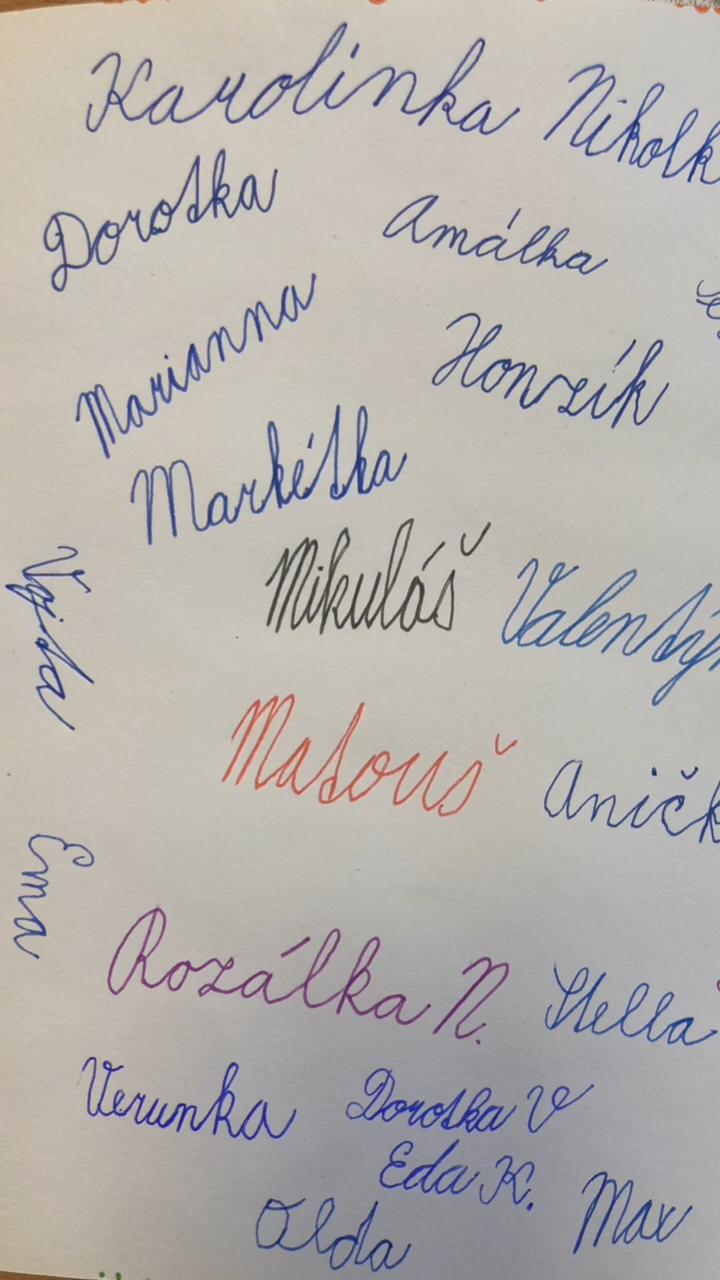 Karolinka Nikolk
Dorotka
Amálka
Marianna
Honzík
Markétka
Mikuláš
Valentýn
Vojta
Matouš
Aničk
Ema
Rozálka N.
Stella
Verunka
Dorotka V
Eda K.
Olda
Max